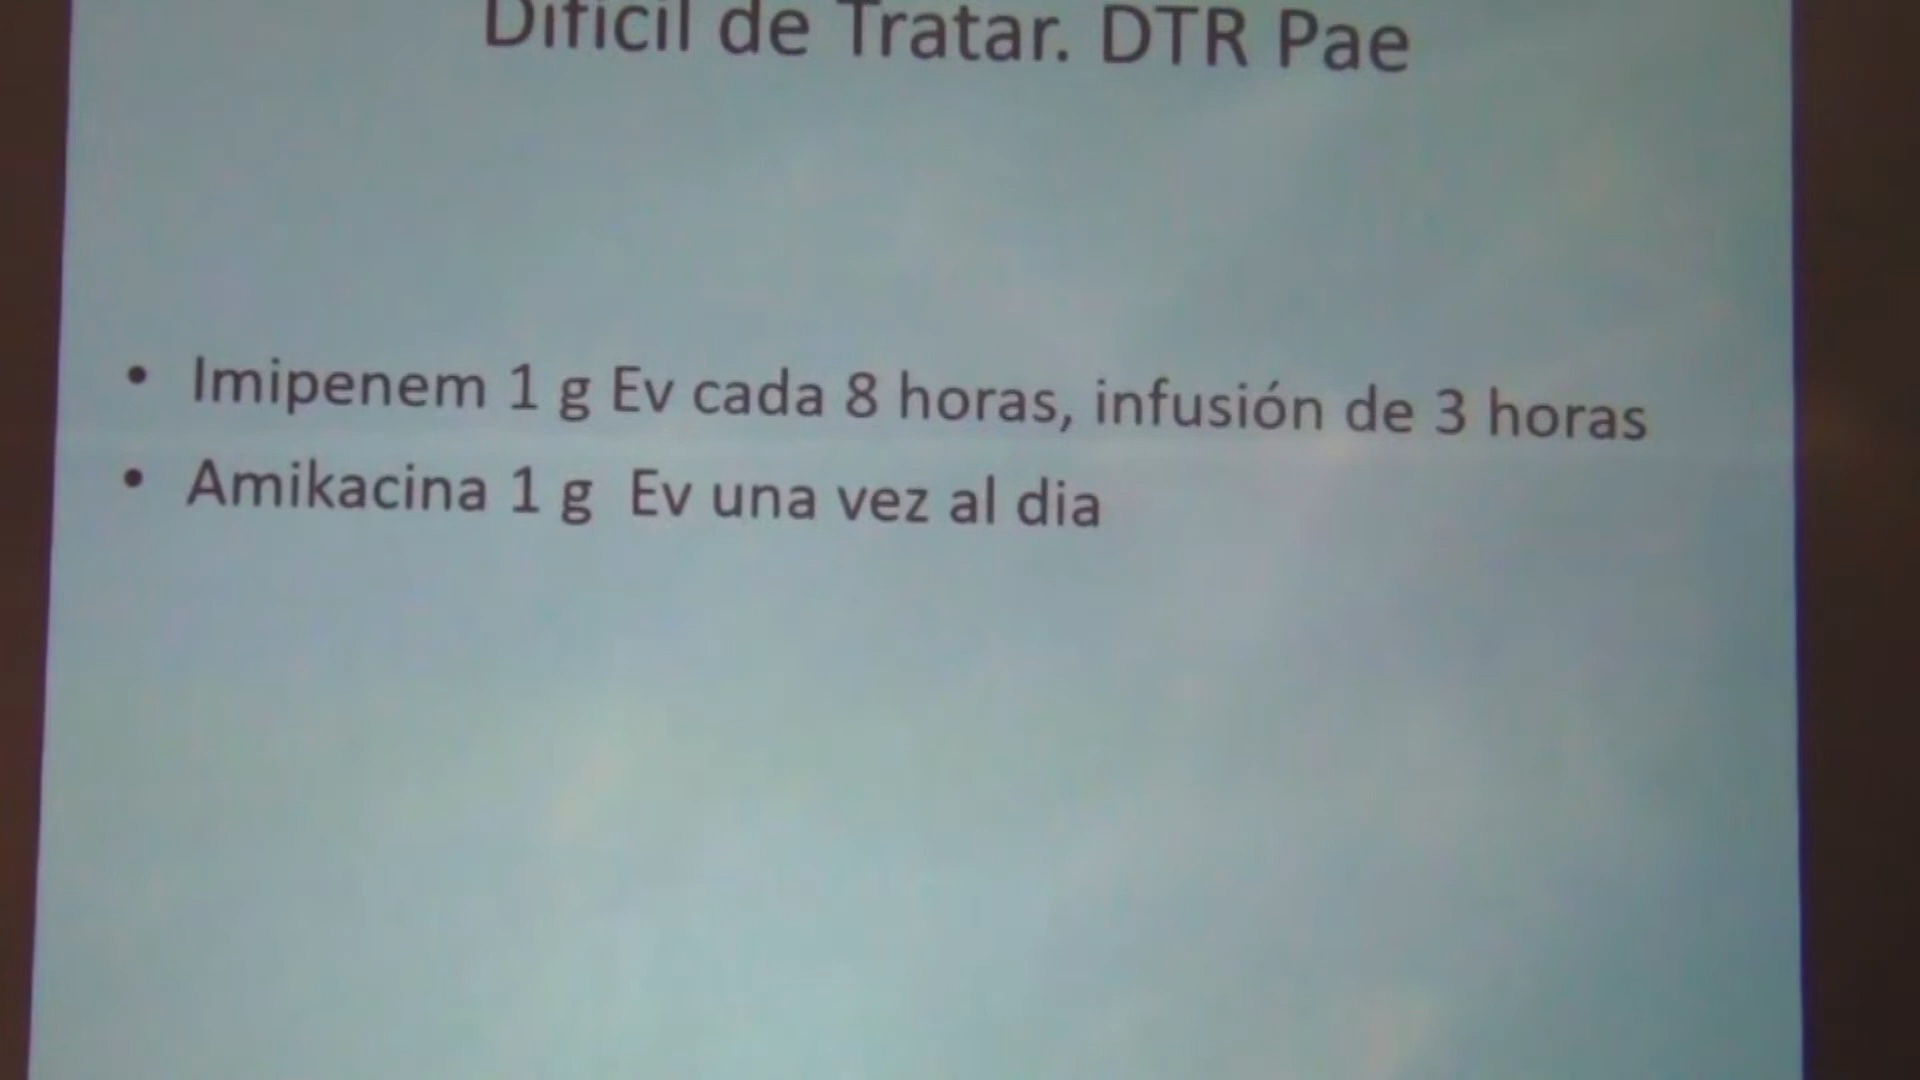 Difícil de Tratar. DTR Pae
• Imipenem 1 g Ev cada 8 horas, infusión de 3 horas
• Amikacina 1 g Ev una vez al dia